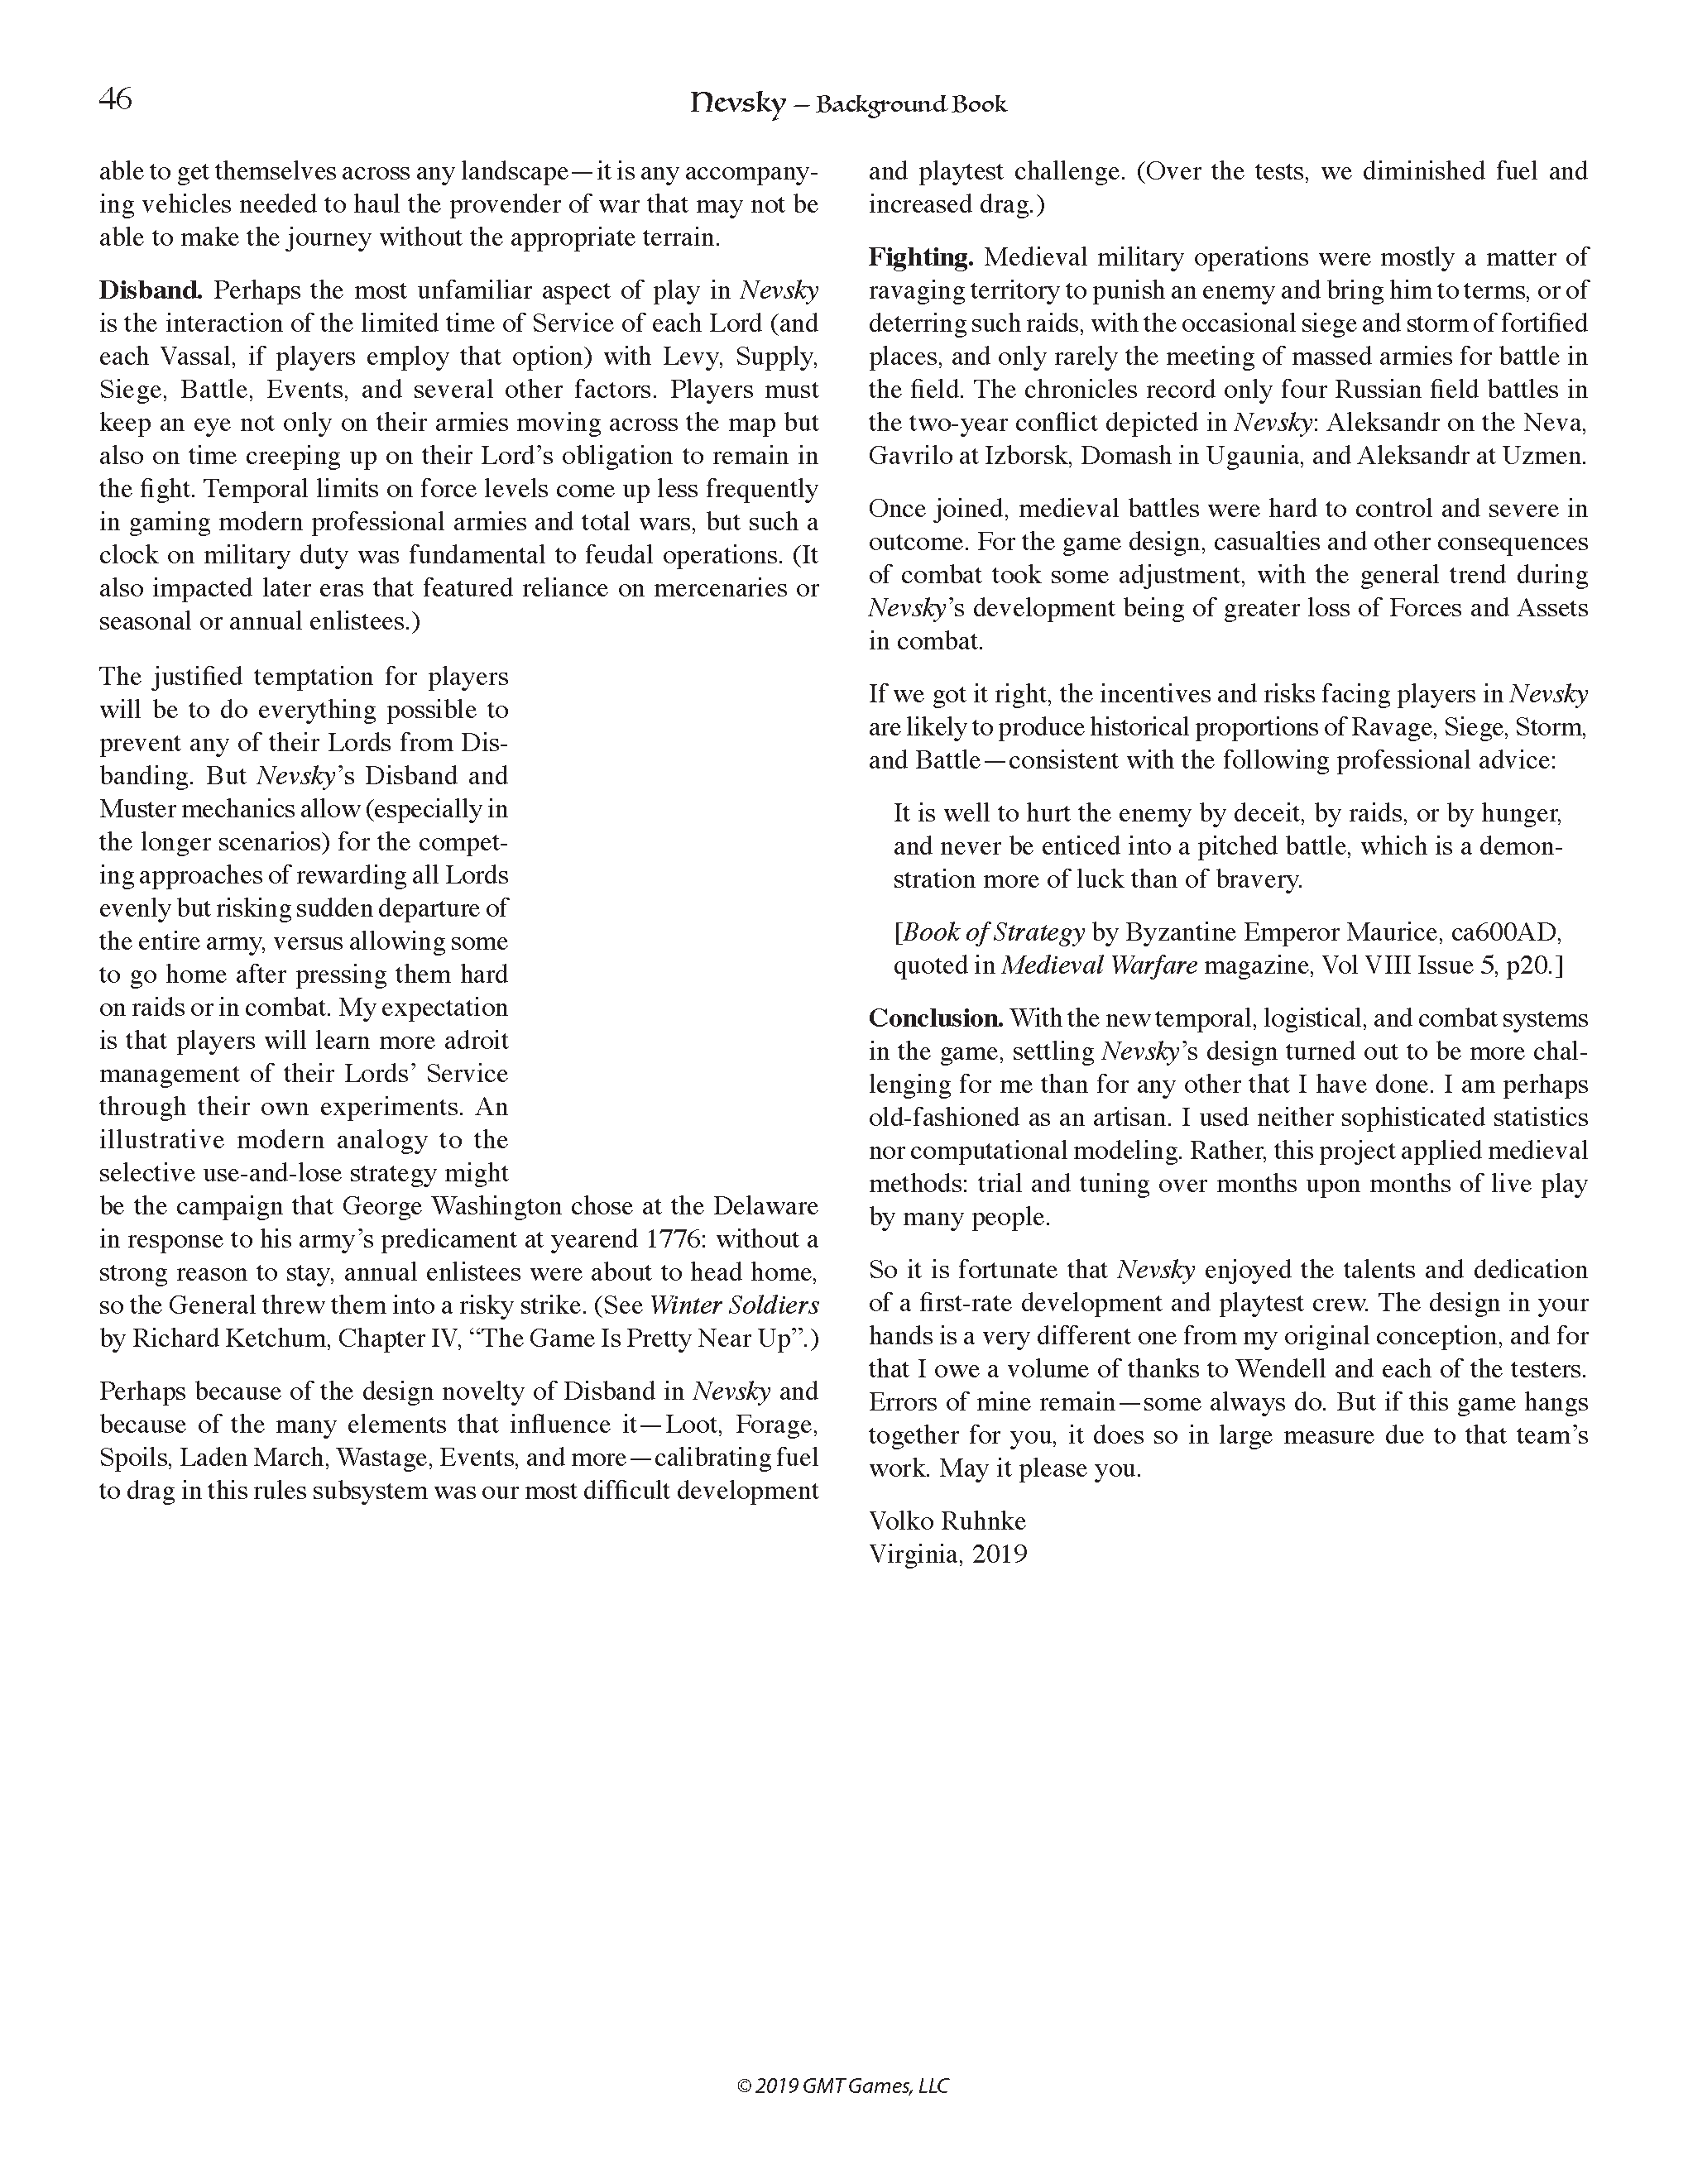 46
Nevsky – Background Book
able to get themselves across any landscape—it is any accompany-
ing vehicles needed to haul the provender of war that may not be
able to make the journey without the appropriate terrain.
Disband. Perhaps the most unfamiliar aspect of play in Nevsky
is the interaction of the limited time of Service of each Lord (and
each Vassal, if players employ that option) with Levy, Supply,
Siege, Battle, Events, and several other factors. Players must
keep an eye not only on their armies moving across the map but
also on time creeping up on their Lord’s obligation to remain in
the fight. Temporal limits on force levels come up less frequently
in gaming modern professional armies and total wars, but such a
clock on military duty was fundamental to feudal operations. (It
also impacted later eras that featured reliance on mercenaries or
seasonal or annual enlistees.)
The justified temptation for players
will be to do everything possible to
prevent any of their Lords from Dis-
banding. But Nevsky’s Disband and
Muster mechanics allow (especially in
the longer scenarios) for the compet-
ing approaches of rewarding all Lords
evenly but risking sudden departure of
the entire army, versus allowing some
to go home after pressing them hard
on raids or in combat. My expectation
is that players will learn more adroit
management of their Lords’ Service
through their own experiments. An
illustrative modern analogy to the
selective use-and-lose strategy might
be the campaign that George Washington chose at the Delaware
in response to his army’s predicament at yearend 1776: without a
strong reason to stay, annual enlistees were about to head home,
so the General threw them into a risky strike. (See Winter Soldiers
by Richard Ketchum, Chapter IV, “The Game Is Pretty Near Up”.)
Perhaps because of the design novelty of Disband in Nevsky and
because of the many elements that influence it—Loot, Forage,
Spoils, Laden March, Wastage, Events, and more—calibrating fuel
to drag in this rules subsystem was our most difficult development
and playtest challenge. (Over the tests, we diminished fuel and
increased drag.)
Fighting. Medieval military operations were mostly a matter of
ravaging territory to punish an enemy and bring him to terms, or of
deterring such raids, with the occasional siege and storm of fortified
places, and only rarely the meeting of massed armies for battle in
the field. The chronicles record only four Russian field battles in
the two-year conflict depicted in Nevsky: Aleksandr on the Neva,
Gavrilo at Izborsk, Domash in Ugaunia, and Aleksandr at Uzmen.
Once joined, medieval battles were hard to control and severe in
outcome. For the game design, casualties and other consequences
of combat took some adjustment, with the general trend during
Nevsky’s development being of greater loss of Forces and Assets
in combat.
If we got it right, the incentives and risks facing players in Nevsky
are likely to produce historical proportions of Ravage, Siege, Storm,
and Battle—consistent with the following professional advice:
It is well to hurt the enemy by deceit, by raids, or by hunger,
and never be enticed into a pitched battle, which is a demon-
stration more of luck than of bravery.
[Book of Strategy by Byzantine Emperor Maurice, ca600AD,
quoted in Medieval Warfare magazine, Vol VIII Issue 5, p20.]
Conclusion. With the new temporal, logistical, and combat systems
in the game, settling Nevsky’s design turned out to be more chal-
lenging for me than for any other that I have done. I am perhaps
old-fashioned as an artisan. I used neither sophisticated statistics
nor computational modeling. Rather, this project applied medieval
methods: trial and tuning over months upon months of live play
by many people.
So it is fortunate that Nevsky enjoyed the talents and dedication
of a first-rate development and playtest crew. The design in your
hands is a very different one from my original conception, and for
that I owe a volume of thanks to Wendell and each of the testers.
Errors of mine remain—some always do. But if this game hangs
together for you, it does so in large measure due to that team’s
work. May it please you.
Volko Ruhnke
Virginia, 2019
© 2019 GMT Games, LLC